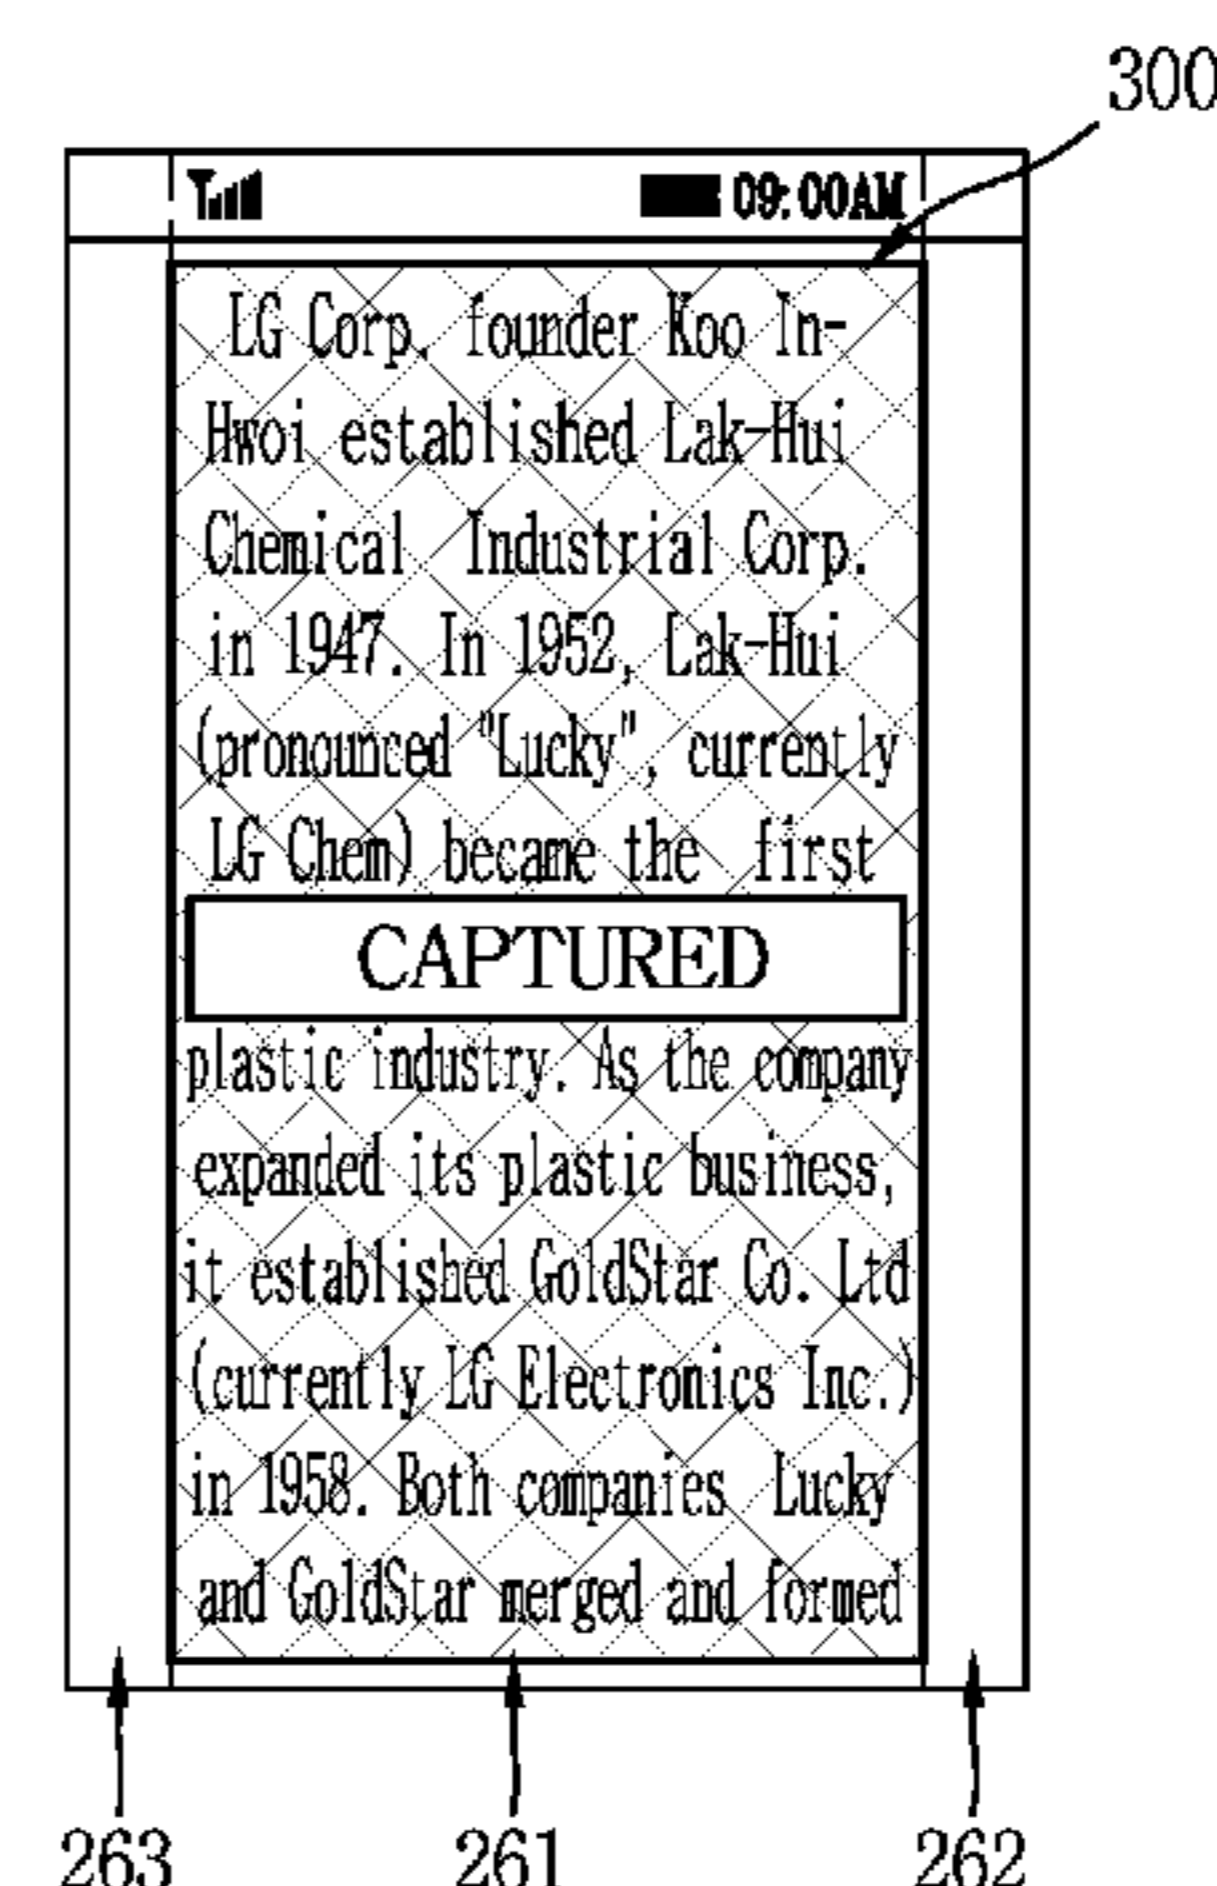 300
09:00AM
LG Corp. founder Koo In-
Hwoi established Lak-Hui
Chemical Industrial Corp.
in 1947. In 1952, Lak-Hui
(pronounced "Lucky", currently
LG Chem) became the first
CAPTURED
plastic industry. As the company
expanded its plastic business,
it established GoldStar Co. Ltd
(currently LG Electronics Inc.)
in 1958. Both companies Lucky
and GoldStar merged and formed
263 261 262